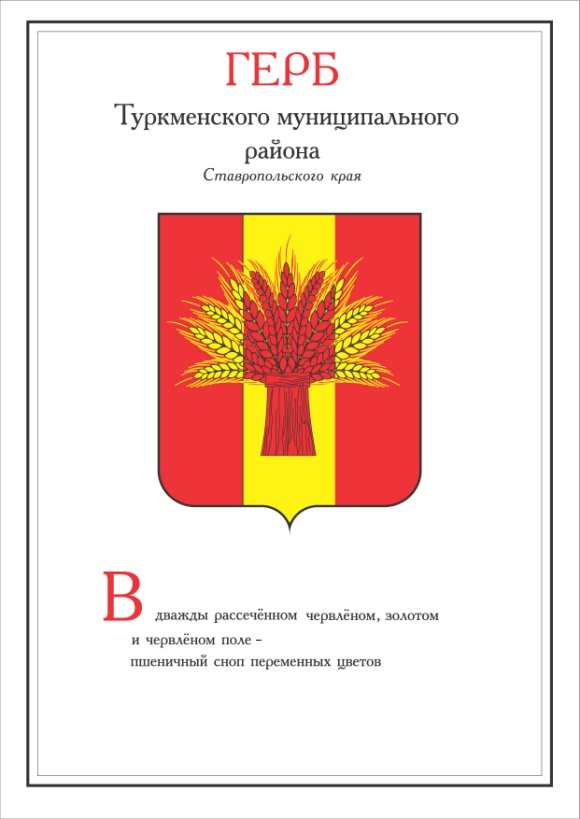 ГЕРБ
Туркменского муниципального
района
Ставропольского края
В дважды рассечённом червлёном, золотом
и червлёном поле –
пшеничный сноп переменных цветов